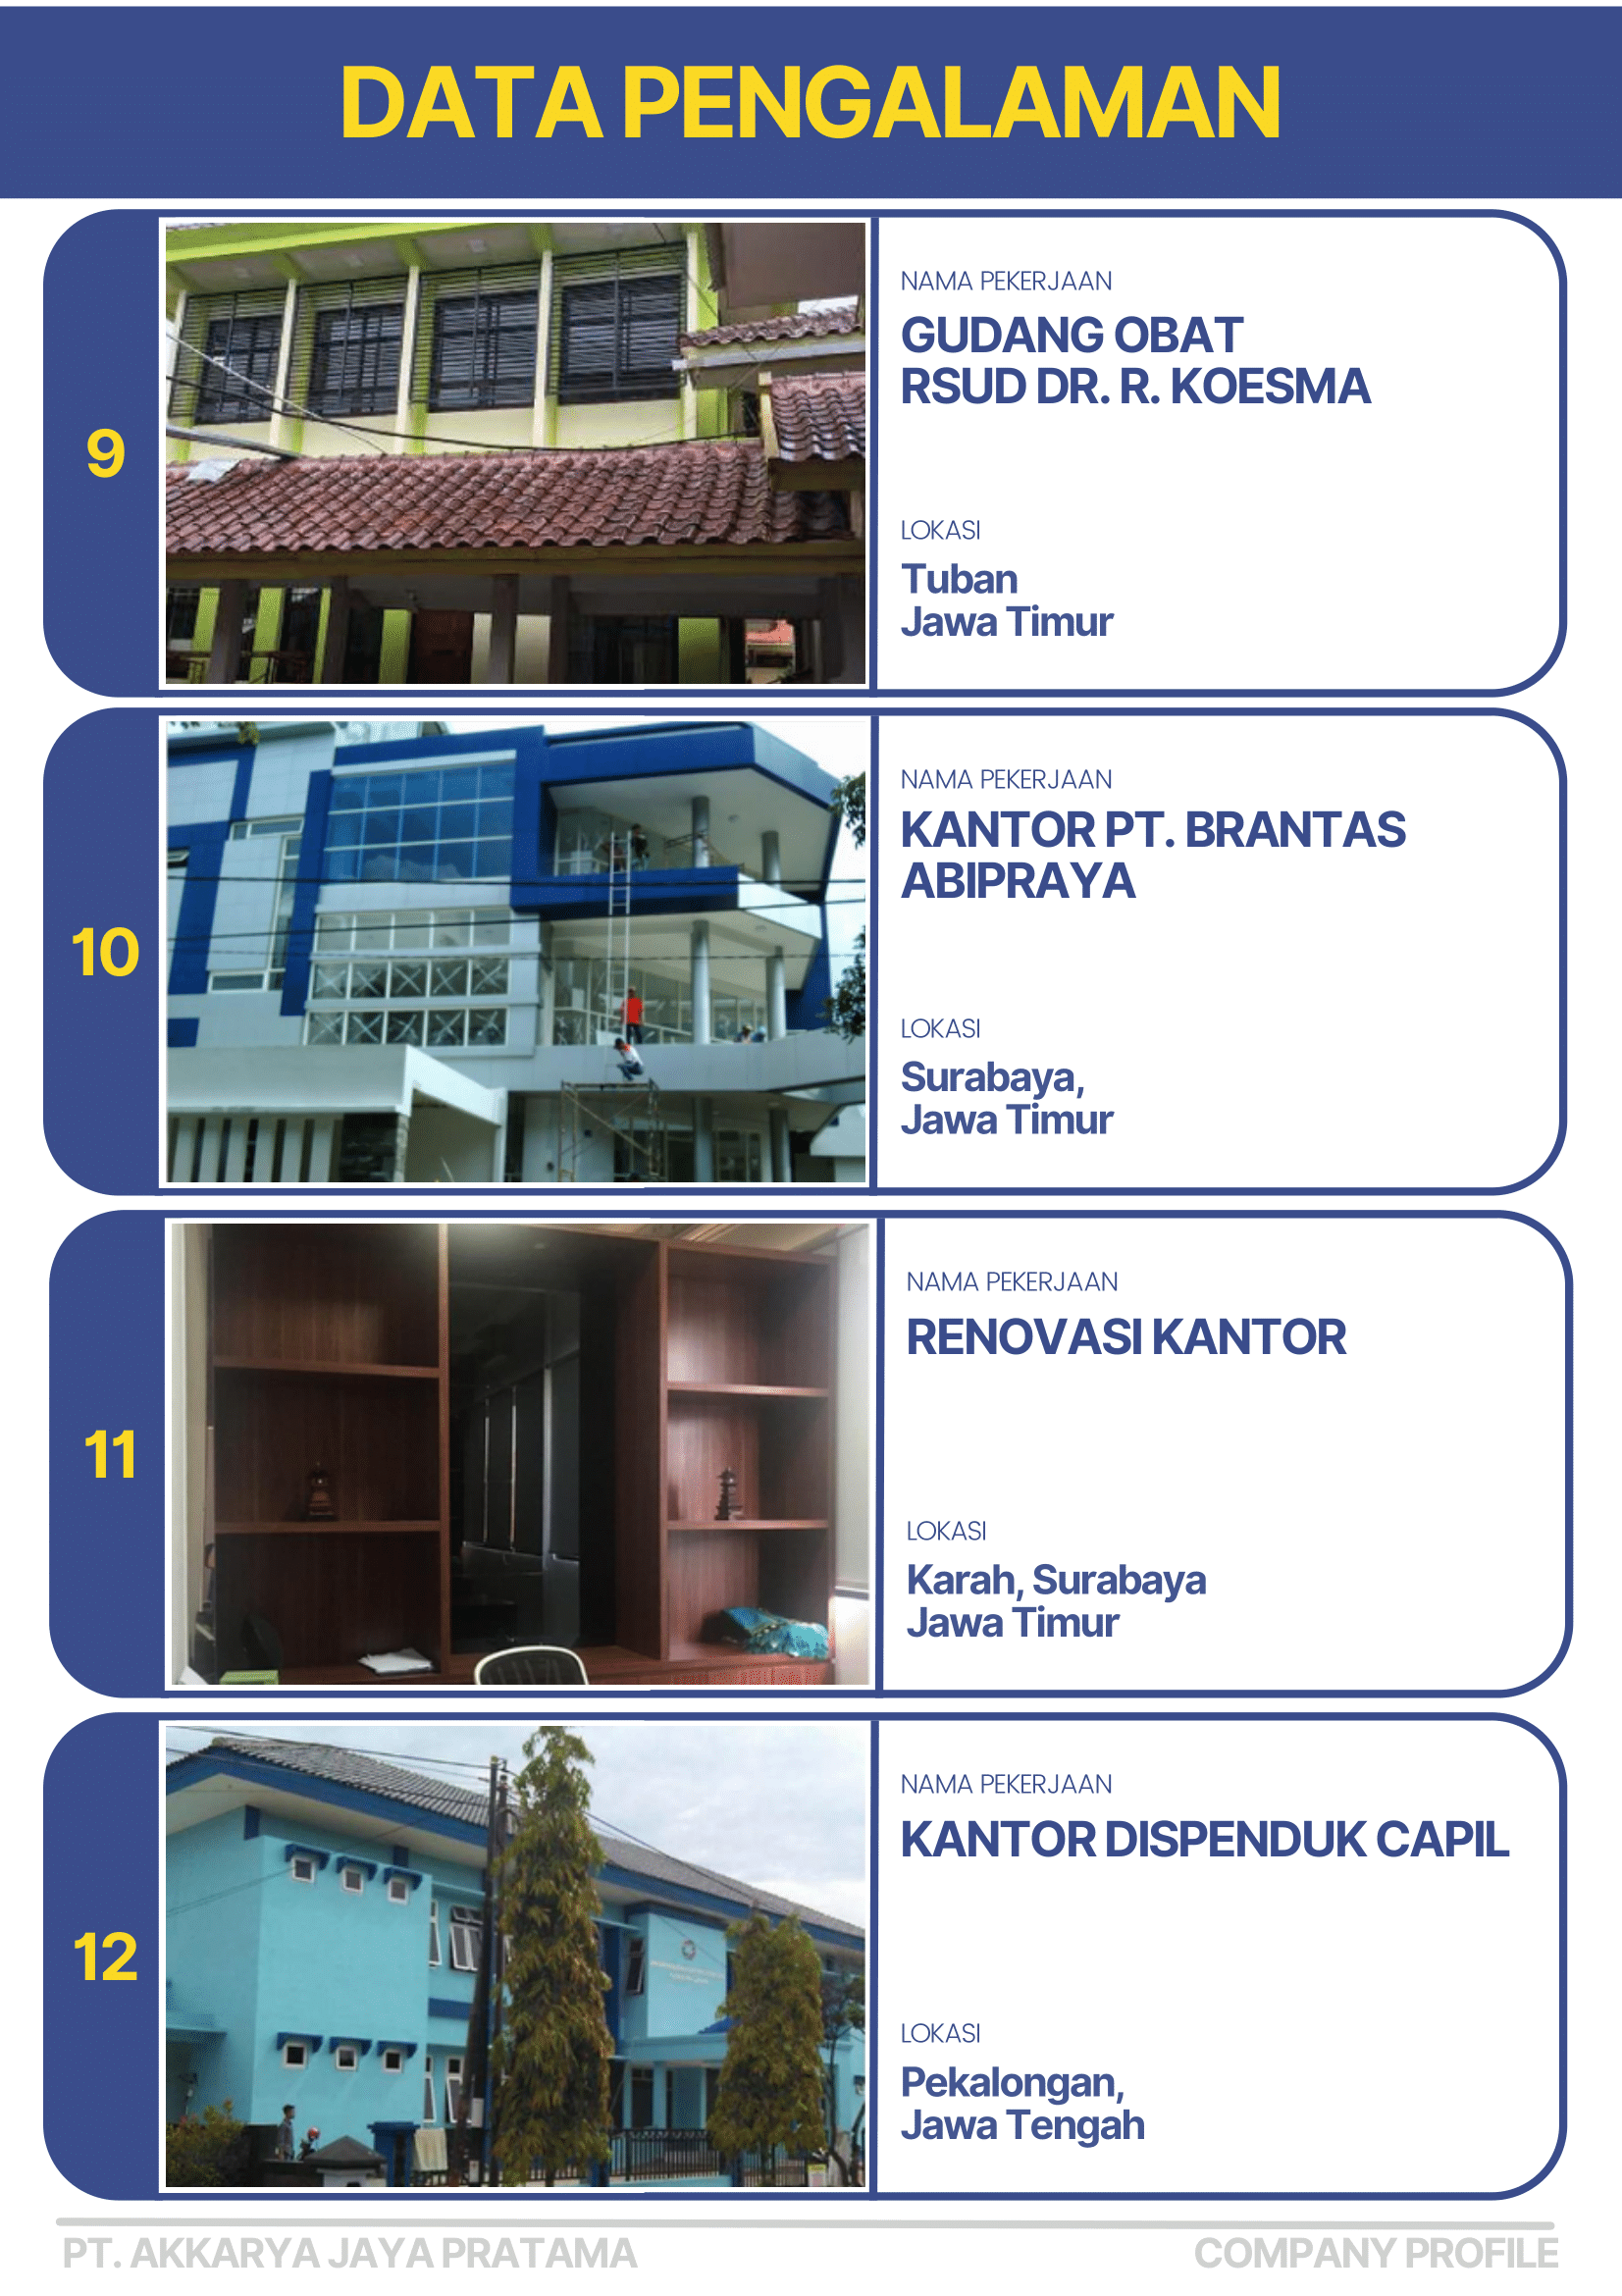 DATA PENGALAMAN
9
NAMA PEKERJAAN
GUDANG OBAT
RSUD DR. R. KOESMA
LOKASI
Tuban
Jawa Timur
10
NAMA PEKERJAAN
KANTOR PT. BRANTAS
ABIPRAYA
LOKASI
Surabaya,
Jawa Timur
11
NAMA PEKERJAAN
RENOVASI KANTOR
LOKASI
Karah, Surabaya
Jawa Timur
12
NAMA PEKERJAAN
KANTOR DISPENDUK CAPIL
LOKASI
Pekalongan,
Jawa Tengah
PT. AKKARYA JAYA PRATAMA
COMPANY PROFILE